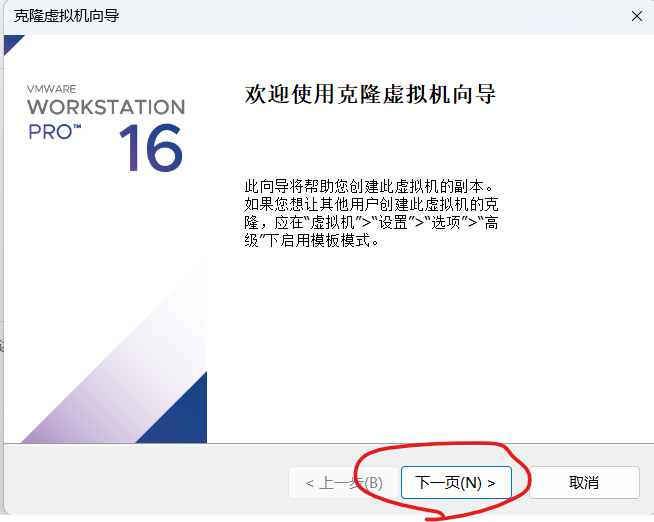 克隆虚拟机向导
VMWARE
WORKSTATION
PRO™
16
欢迎使用克隆虚拟机向导
此向导将帮助您创建此虚拟机的副本。
如果您想让其他用户创建此虚拟机的克
隆，应在“虚拟机”>“设置”>“选项”>“高
级”下启用模板模式。
< 上一步(B)
下一页(N) >
取消